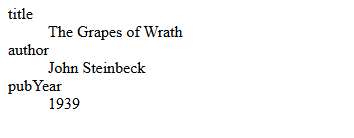 title
The Grapes of Wrath
author
John Steinbeck
pubYear
1939